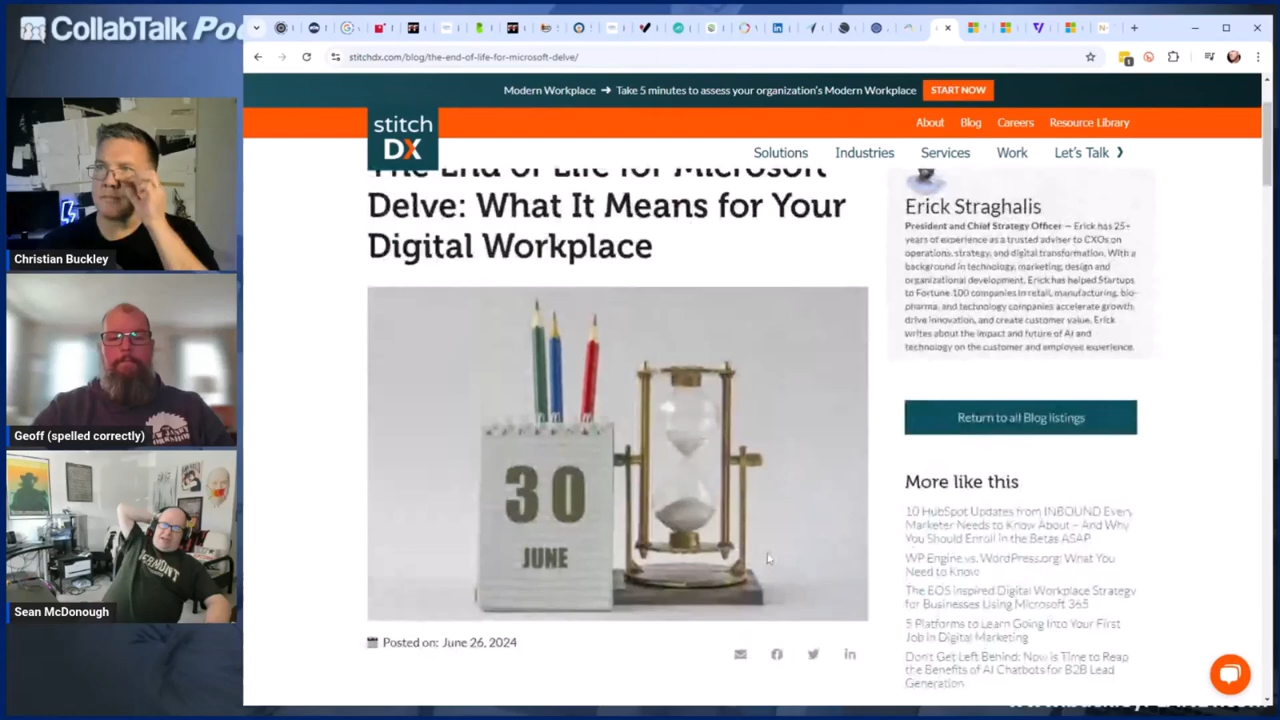 CollabTalk
stitchdx.com/blog/the-end-of-life-for-microsoft-delve/
Modern Workplace → Take 5 minutes to assess your organization's Modern Workplace
START NOW
About Blog Careers Resource Library
stitch
DX
Solutions Industries Services Work Let's Talk
The End of Life for Microsoft
Delve: What It Means for Your
Digital Workplace
30
JUNE
Posted on: June 26, 2024
Erick Straghalis
President and Chief Strategy Officer — Erick has 25+
years of experience as a trusted adviser to CXOs on
operations, strategy, and digital transformation. With a
background in technology, marketing, design and
organizational development, Erick has helped Startups
to Fortune 100 companies in retail, manufacturing, bio-
pharma, and technology companies accelerate growth,
drive innovation, and create customer value. Erick
writes about the impact and future of AI and
technology on the customer and employee experience.
Return to all Blog listings
More like this
10 HubSpot Updates from INBOUND Every
Marketer Needs to Know About – And Why
You Should Enroll in the Betas ASAP
WP Engine vs. WordPress.org: What You
Need to Know
The EOS Inspired Digital Workplace Strategy
for Businesses Using Microsoft 365
5 Platforms to Learn Going Into Your First
Job in Digital Marketing
Don't Get Left Behind: Now is Time to Reap
the Benefits of AI Chatbots for B2B Lead
Generation
Christian Buckley
Geoff (spelled correctly)
VERMONT
Sean McDonough